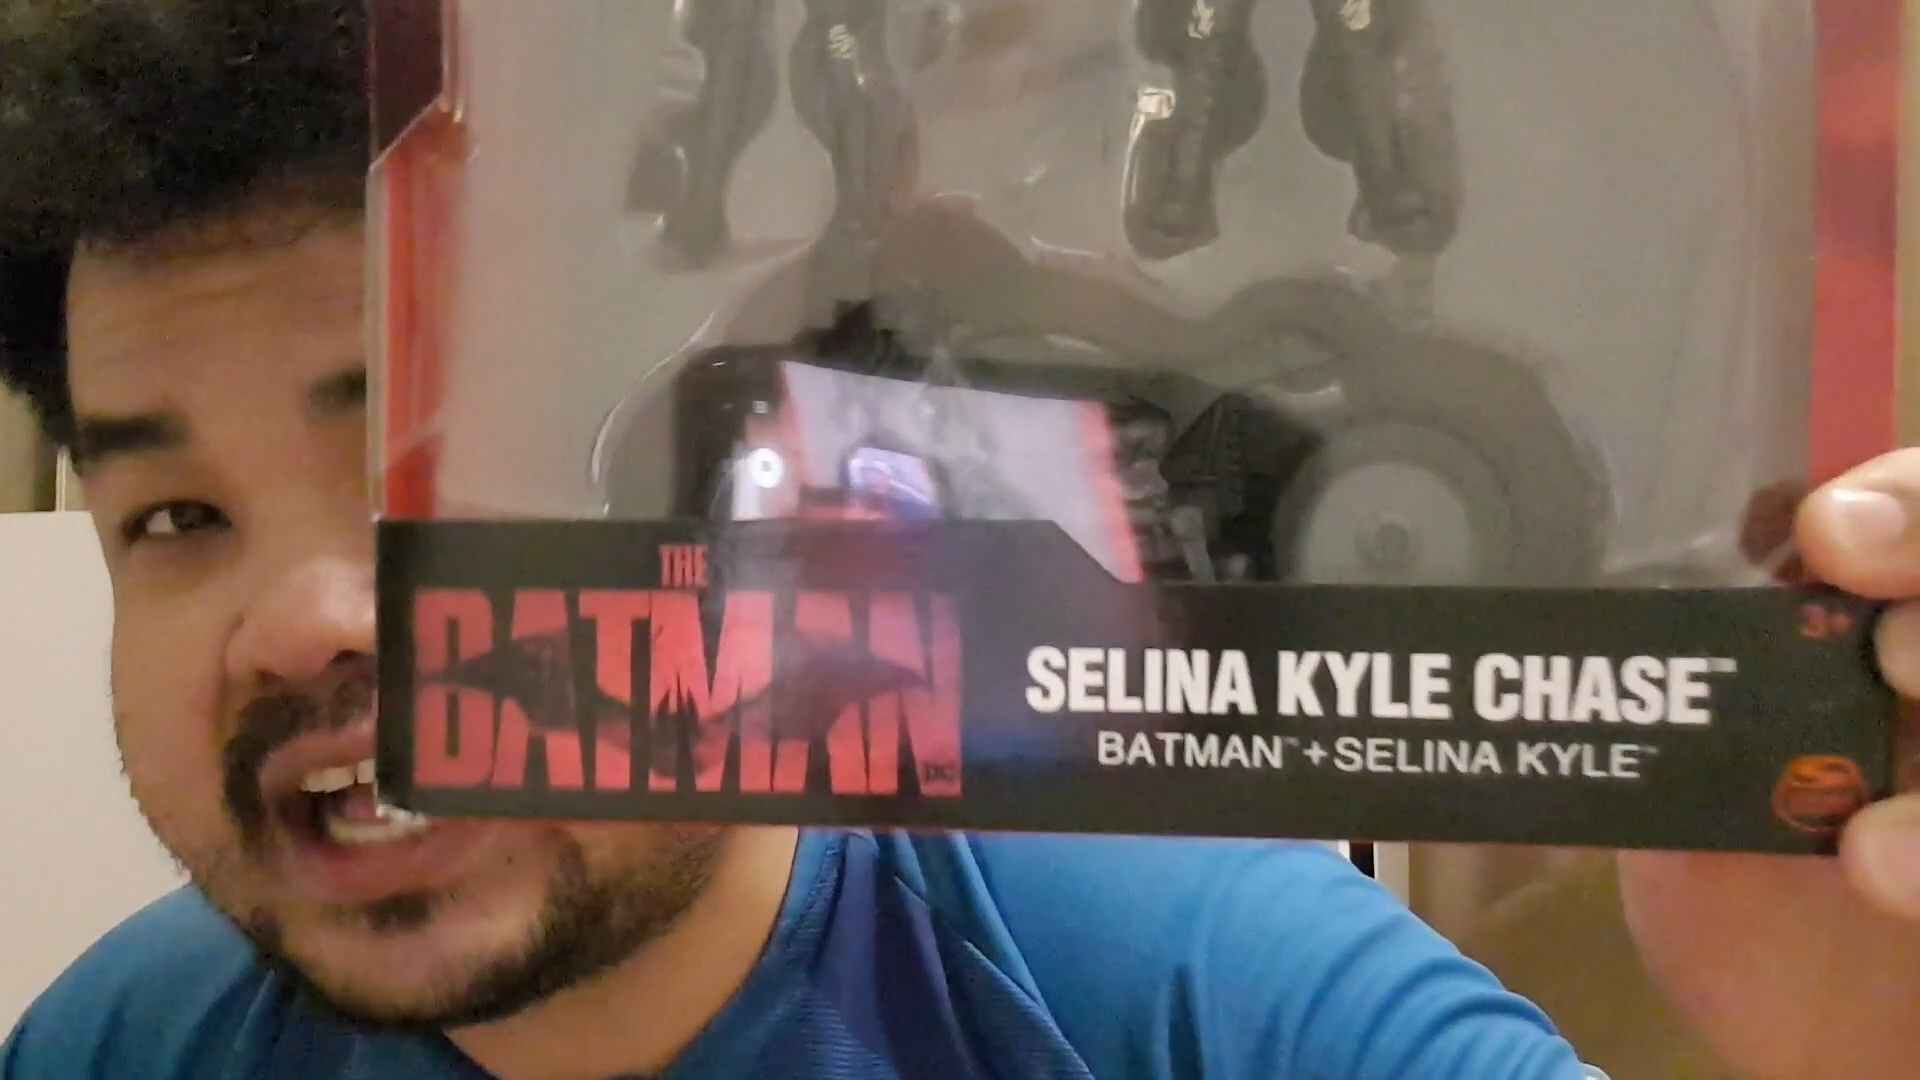 THE
BATMAN
DC
SELINA KYLE CHASE™
BATMAN™+SELINA KYLE™
3+